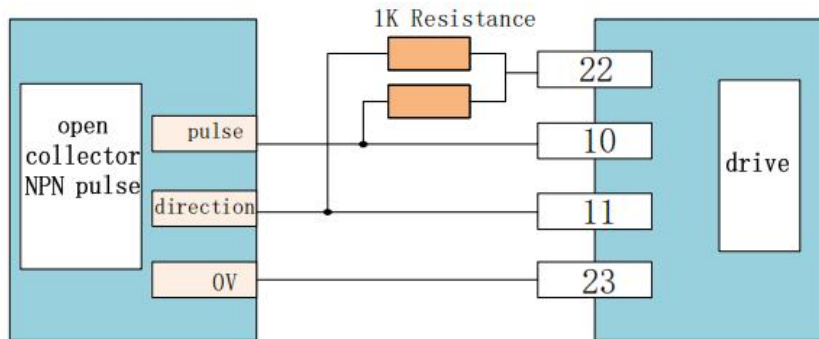 1K Resistance
22
open
collector
NPN pulse
pulse
10
drive
direction
11
0V
23